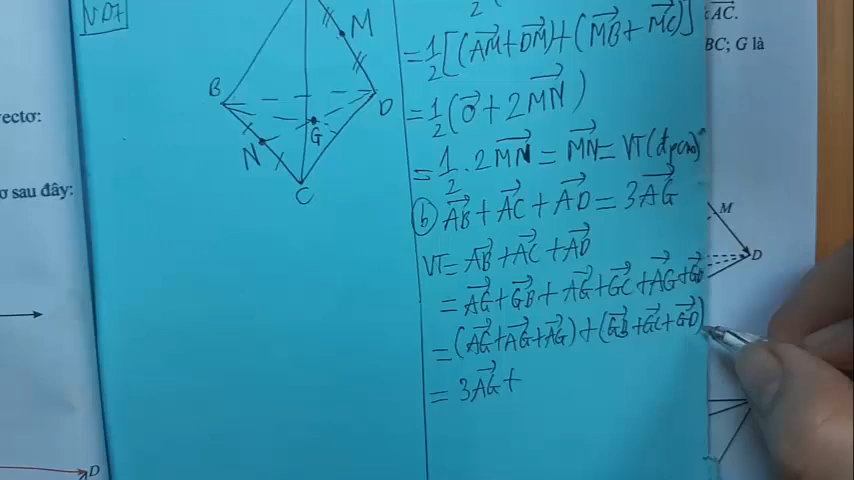 VD7
ectơ:
ơ sau đây:
B
M
D
G
N
C
2
= 1/2[(AM⃗+DM⃗)+(MB⃗+MC⃗)]
= 1/2(0⃗+2MN⃗)
= 1/2 . 2MN⃗ = MN⃗ = VT(đpcm)
b) AB⃗+AC⃗+AD⃗ = 3AG⃗
VT= AB⃗+AC⃗+AD⃗
= AG⃗+GB⃗+AG⃗+GC⃗+AG⃗+GD⃗
= (AG⃗+AG⃗+AG⃗)+(GB⃗+GC⃗+GD⃗)
= 3AG⃗+
AC⃗.
BC; G là
M
D
D